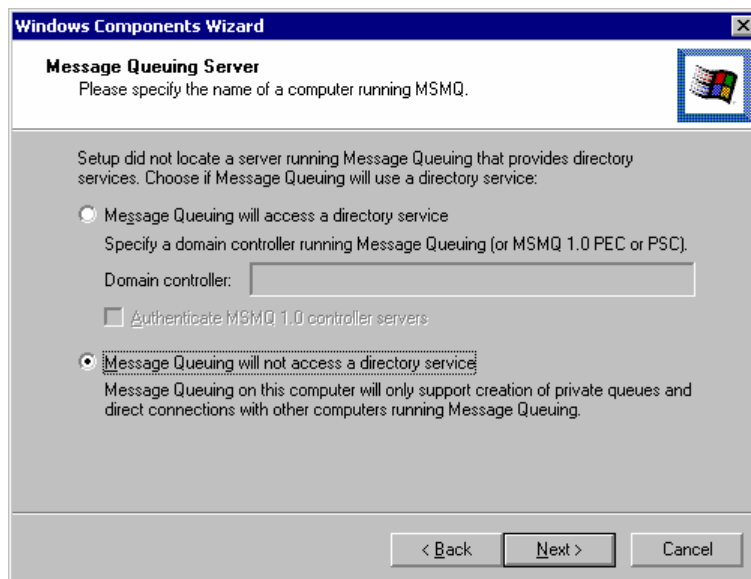 Windows Components Wizard
Message Queuing Server
Please specify the name of a computer running MSMQ.
Setup did not locate a server running Message Queuing that provides directory
services. Choose if Message Queuing will use a directory service:
Message Queuing will access a directory service
Specify a domain controller running Message Queuing (or MSMQ 1.0 PEC or PSC).
Domain controller:
Authenticate MSMQ 1.0 controller servers
Message Queuing will not access a directory service
Message Queuing on this computer will only support creation of private queues and
direct connections with other computers running Message Queuing.
< Back Next > Cancel